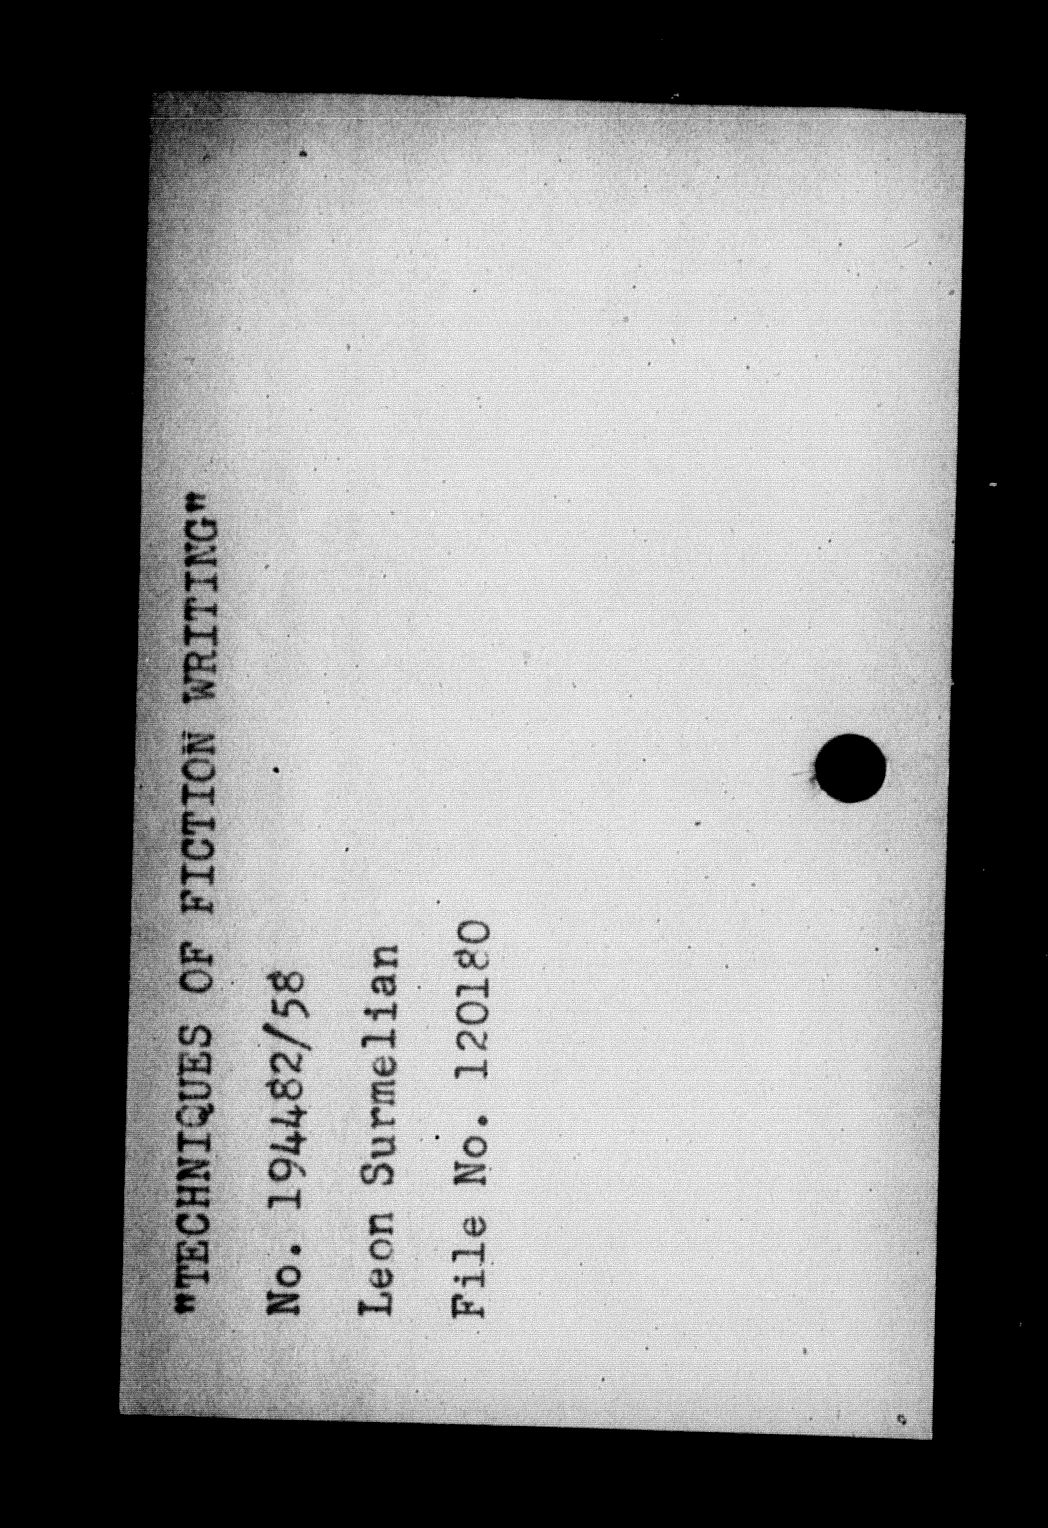 "TECHNIQUES OF FICTION WRITING"
No. 194482/58
Leon Surmelian
File No. 120180